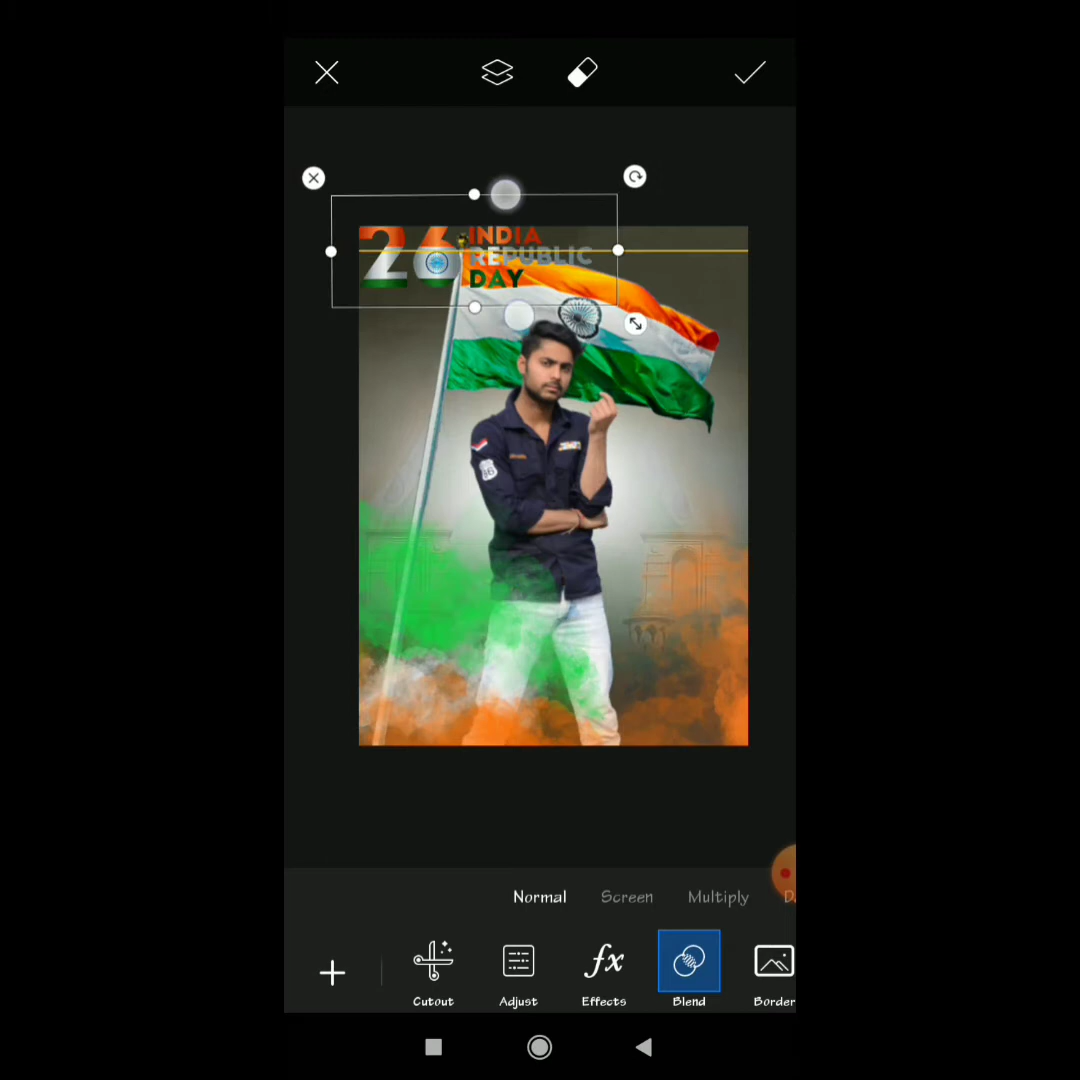 26 INDIA
REPUBLIC
DAY
Normal Screen Multiply
fx
Cutout Adjust Effects Blend Border